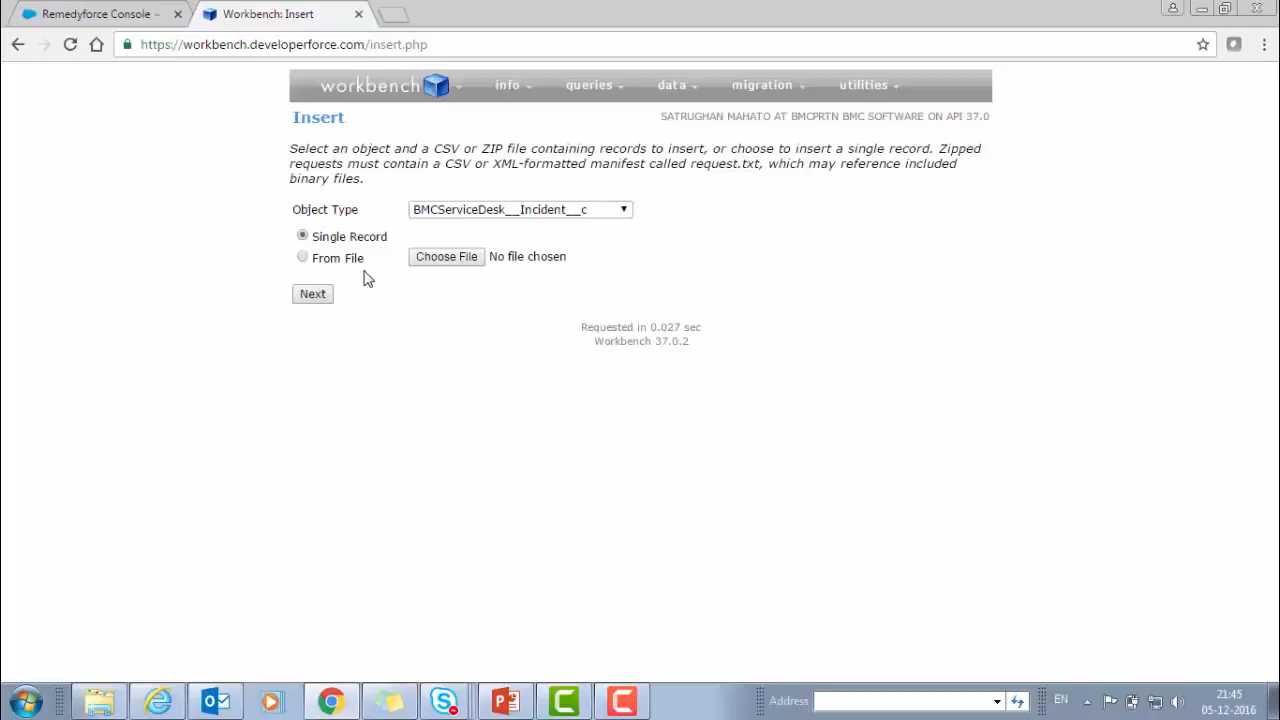 Remedyforce Console –
Workbench: Insert
https://workbench.developerforce.com/insert.php
workbench
info
queries
data
migration
utilities
Insert
SATRUGHAN MAHATO AT BMCPRTN BMC SOFTWARE ON API 37.0
Select an object and a CSV or ZIP file containing records to insert, or choose to insert a single record. Zipped
requests must contain a CSV or XML-formatted manifest called request.txt, which may reference included
binary files.
Object Type
BMCServiceDesk__Incident__c
Single Record
From File
Choose File No file chosen
Next
Requested in 0.027 sec
Workbench 37.0.2
Address
EN
21:45
05-12-2016